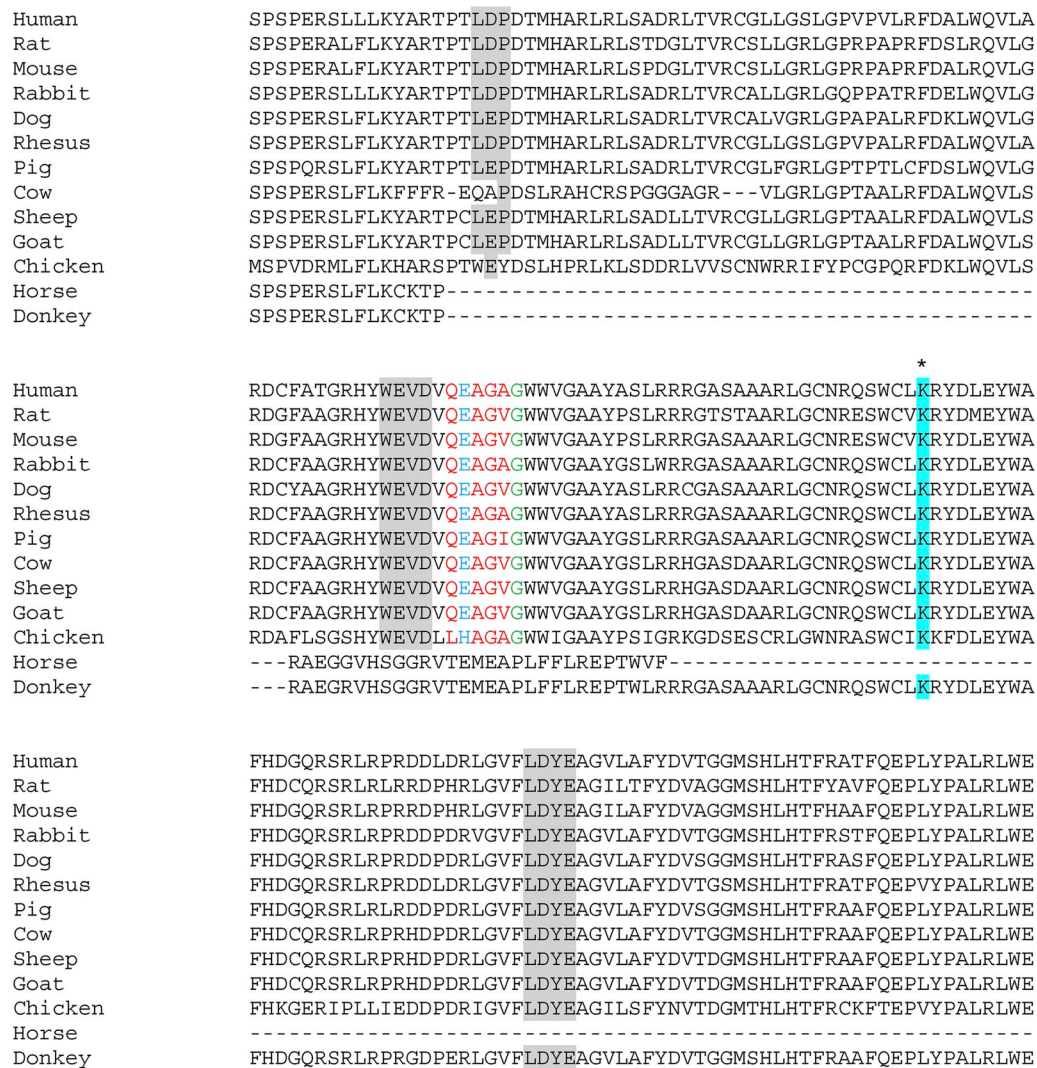 Human SPSPERSLLLKYARTPTLDPDTMHARLRLSADRLTVRCGLLGSLGPVPVLRFDALWQVLA
Rat SPSPERALFLKYARTPTLDPDTMHARLRLSTDGLTVRCSLLGRLGPRPAPRFDSLRQVLG
Mouse SPSPERALFLKYARTPTLDPDTMHARLRLSPDGLTVRCSLLGRLGPRPAPRFDALRQVLG
Rabbit SPSPERSLLLKYARTPTLDPDTMHARLRLSADRLTVRCALLGRLGQPPATRFDELWQVLG
Dog SPSPERSLLLKYARTPTLEPDTMHARLRLSADRLTVRCALVGRLGPAPALRFDKLWQVLG
Rhesus SPSPERSLLLKYARTPTLDPDTMHARLRLSADRLTVRCGLLGSLGPVPALRFDALWQVLA
Pig SPSPQRSLLLKYARTPTLEPDTMHARLRLSADRLTVRCGLFGRLGPTPTLCFDSLWQVLG
Cow SPSPERSLFLKFFFR-EQAPDSLRAHCRSPGGGAGR---VLGRLGPTAALRFDALWQVLS
Sheep SPSPERSLFLKYARTPCLEPDTMHARLRLSADLLTVRCGLLGRLGPTAALRFDALWQVLS
Goat SPSPERSLFLKYARTPCLEPDTMHARLRLSADLLTVRCGLLGRLGPTAALRFDALWQVLS
Chicken MSPVDRMLFLKHARSPTWEYDSLHPRLKLSDDRLVVSCNWRRIFYPCGPQRFDKLWQVLS
Horse SPSPERSLFLKCKTP---------------------------------------------
Donkey SPSPERSLFLKCKTP---------------------------------------------
*
Human RDCFATGRHYWEVDVQEAGAGWWVGAAYASLRRRGASAAARLGCNRQSWCLKRYDLEYWA
Rat RDGFAAGRHYWEVDVQEAGVGWWVGAAYPSLRRRGTSTAARLGCNRESWCVKRYDMEYWA
Mouse RDGFAAGRHYWEVDVQEAGVGWWVGAAYPSLRRRGASAAARLGCNRESWCVKRYDLEYWA
Rabbit RDCFAAGRHYWEVDVQEAGAGWWVGAAYGSLWRRGASAAARLGCNRQSWCLKRYDLEYWA
Dog RDCYAAGRHYWEVDVQEAGVGWWVGAAYASLRRCGASAAARLGCNRQSWCLKRYDLEYWA
Rhesus RDCFAAGRHYWEVDVQEAGAGWWVGAAYASLRRRGASAAARLGCNRQSWCLKRYDLEYWA
Pig RDCFAAGRHYWEVDVQEAGIGWWVGAAYGSLRRRGASAAARLGCNRQSWCLKRYDLEYWA
Cow RDCFAAGRHYWEVDVQEAGVGWWVGAAYGSLRRHGASDAARLGCNRQSWCLKRYDLEYWA
Sheep RDCFAAGRHYWEVDVQEAGVGWWVGAAYGSLRRHGASDAARLGCNRQSWCLKRYDLEYWA
Goat RDCFAAGRHYWEVDVQEAGVGWWVGAAYGSLRRHGASDAARLGCNRQSWCLKRYDLEYWA
Chicken RDAFLSGSHYWEVDLLHAGAGWWIGAAYPSIGRKGDSESCRLGWNRASWCIKKFDLEYWA
Horse ---RAEGGVHSGGRVTEMEAPLFFLREPTWVF----------------------------
Donkey ---RAEGRVHSGGRVTEMEAPLFFLREPTWLRRRGASAAARLGCNRQSWCLKRYDLEYWA
Human FHDGQRSRLRPRDDLDRLGVFLDYEAGVLAFYDVTGGMSHLHTFRATFQEPLYPALRLWE
Rat FHDCQRSRLRLRRDPHRLGVFLDYEAGILTFYDVAGGMSHLHTFYAVFQEPLYPALRLWE
Mouse FHDGQRSRLRPRRDPHRLGVFLDYEAGILAFYDVAGGMSHLHTFHAAFQEPLYPALRLWE
Rabbit FHDGQRSRLRPRDDPDRVGVFLDYEAGVLAFYDVTGGMSHLHTFRSTFQEPLYPALRLWE
Dog FHDGQRSRLRPRDDPDRLGVFLDYEAGVLAFYDVSGGMSHLHTFRASFQEPLYPALRLWE
Rhesus FHDGQRSRLRPRDDLDRLGVFLDYEAGVLAFYDVTGSMSHLHTFRATFQEPVYPALRLWE
Pig FHDGQRSRLRLRDDPDRLGVFLDYEAGVLAFYDVSGGMSHLHTFRAAFQEPLYPALRLWE
Cow FHDCQRSRLRPRHDPDRLGVFLDYEAGVLAFYDVTGGMSHLHTFRAAFQEPLYPALRLWE
Sheep FHDCQRSRLRPRHDPDRLGVFLDYEAGVLAFYDVTDGMSHLHTFRAAFQEPLYPALRLWE
Goat FHDCQRSRLRPRHDPDRLGVFLDYEAGVLAFYDVTDGMSHLHTFRAAFQEPLYPALRLWE
Chicken FHKGERIPLLIEDDPDRIGVFLDYEAGILSFYNVTDGMTHLHTFRCKFTEPVYPALRLWE
Horse ------------------------------------------------------------
Donkey FHDGQRSRLRPRGDPERLGVFLDYEAGVLAFYDVTGGMSHLHTFRAAFQEPLYPALRLWE